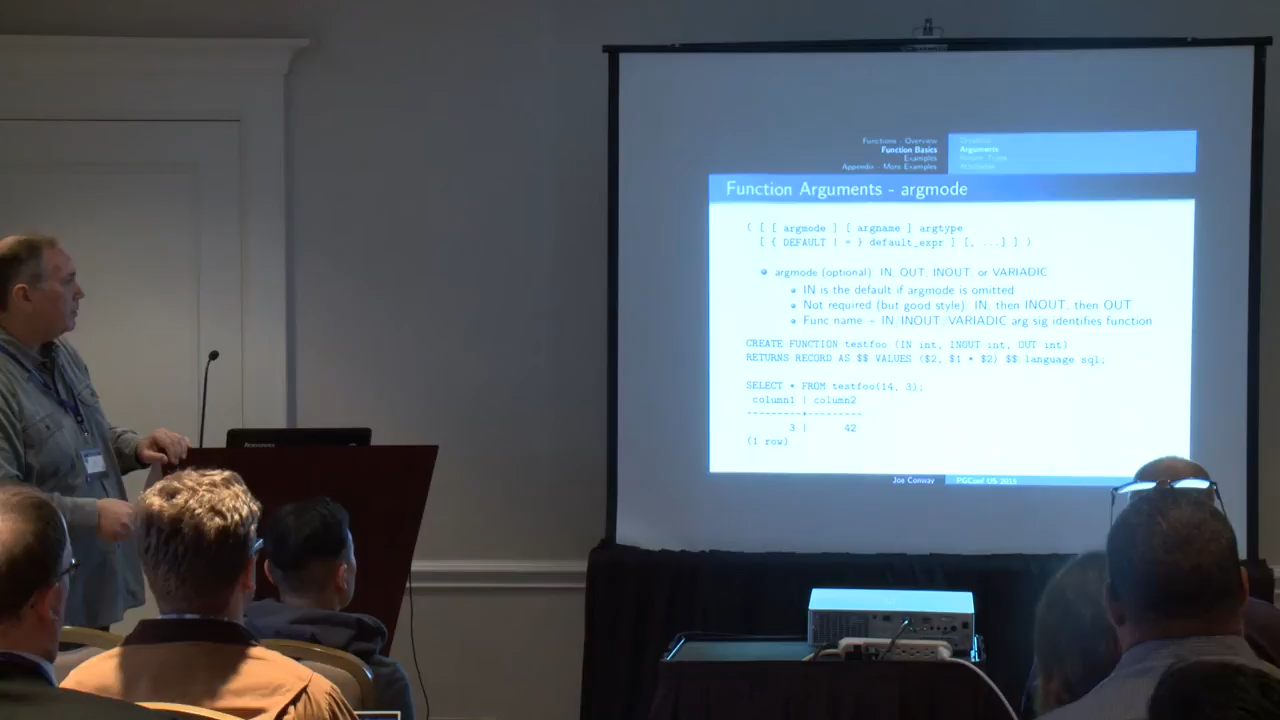 Functions - Overview
Function Basics
Examples
Appendix - More Examples
Arguments
Function Arguments - argmode
( [ [ argmode ] [ argname ] argtype
[ { DEFAULT | = } default_expr ] [, ...] ] )
argmode (optional): IN, OUT, INOUT, or VARIADIC
IN is the default if argmode is omitted
Not required (but good style): IN, then INOUT, then OUT
Func name + IN/INOUT/VARIADIC arg sig identifies function
CREATE FUNCTION testfoo (IN int, INOUT int, OUT int)
RETURNS RECORD AS $$ VALUES ($2, $1 * $2) $$ language sql;
SELECT * FROM testfoo(14, 3);
column1 | column2
---------+---------
3 | 42
(1 row)
Joe Conway
PGConf US 2016